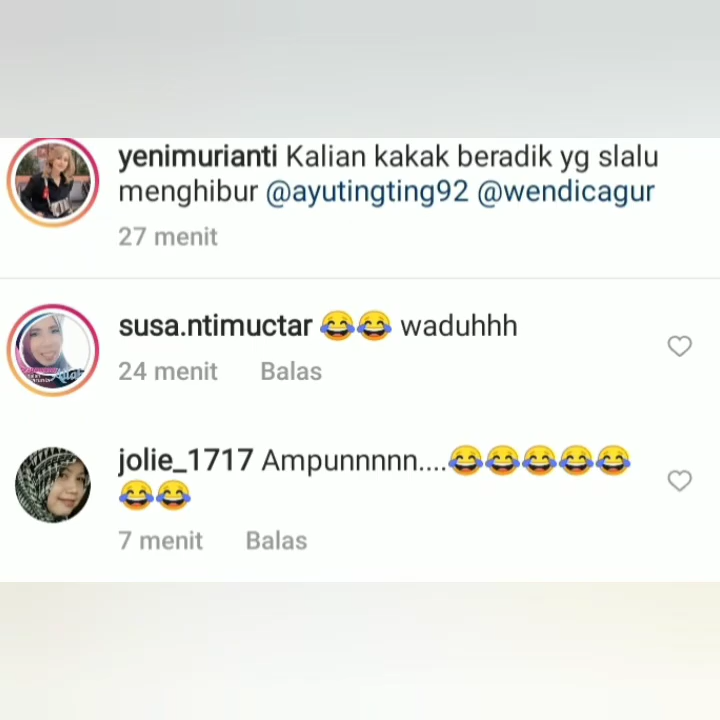 yenimurianti Kalian kakak beradik yg slalu
menghibur @ayutingting92 @wendicagur
27 menit
susa.ntimuctar 😂😂 waduhhh
24 menit Balas
jolie_1717 Ampunnnnn....😂😂😂😂😂
😂😂
7 menit Balas